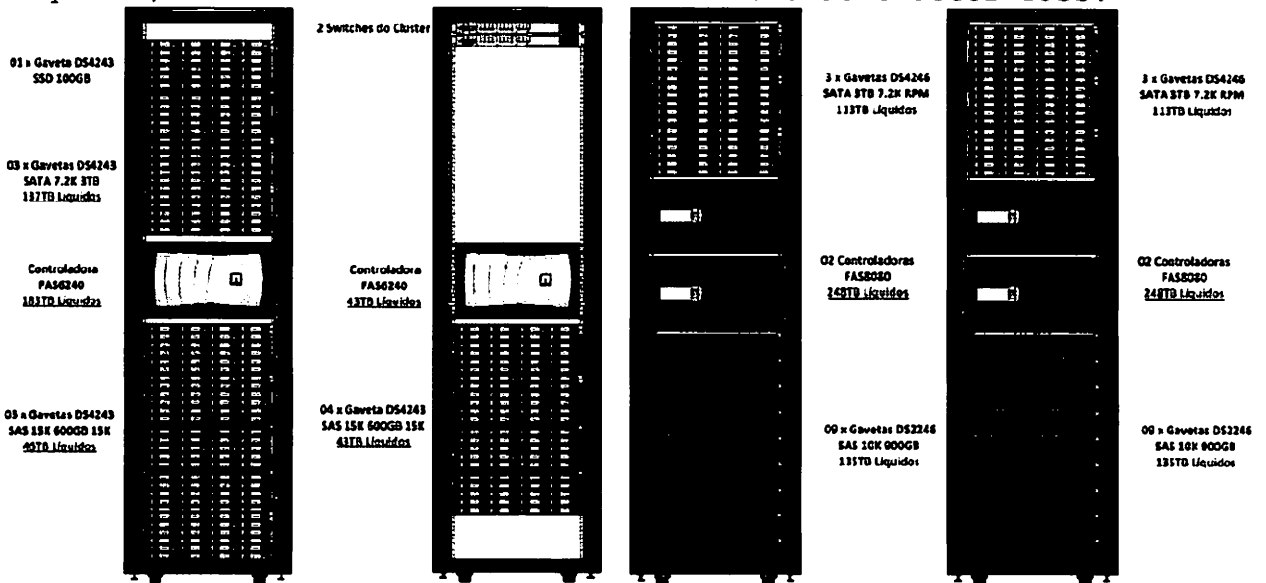 01 x Gaveta DS4243
SSD 100GB
03 x Gavetas DS4243
SATA 7.2K 3TB
137TB Líquidos
Controladora
FAS6240
183TB Líquidos
03 x Gavetas DS4243
SAS 15K 600GB 15K
46TB Líquidos
2 Switches do Cluster
Controladora
FAS6240
43TB Líquidos
04 x Gaveta DS4243
SAS 15K 600GB 15K
43TB Líquidos
3 x Gavetas DS4246
SATA 3TB 7.2K RPM
113TB Líquidos
02 Controladoras
FAS8080
248TB Líquidos
09 x Gavetas DS2246
SAS 10K 900GB
135TB Líquidos
3 x Gavetas DS4246
SATA 3TB 7.2K RPM
113TB Líquidos
02 Controladoras
FAS8080
248TB Líquidos
09 x Gavetas DS2246
SAS 10K 900GB
135TB Líquidos